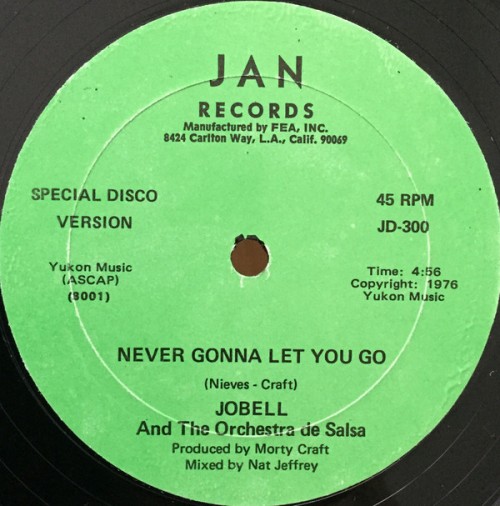 JAN
RECORDS
Manufactured by FEA, INC.
8424 Carlton Way, L.A., Calif. 90069
SPECIAL DISCO
VERSION
45 RPM
JD-300
Yukon Music
(ASCAP)
(8001)
Time: 4:56
Copyright: 1976
Yukon Music
NEVER GONNA LET YOU GO
(Nieves - Craft)
JOBELL
And The Orchestra de Salsa
Produced by Morty Craft
Mixed by Nat Jeffrey